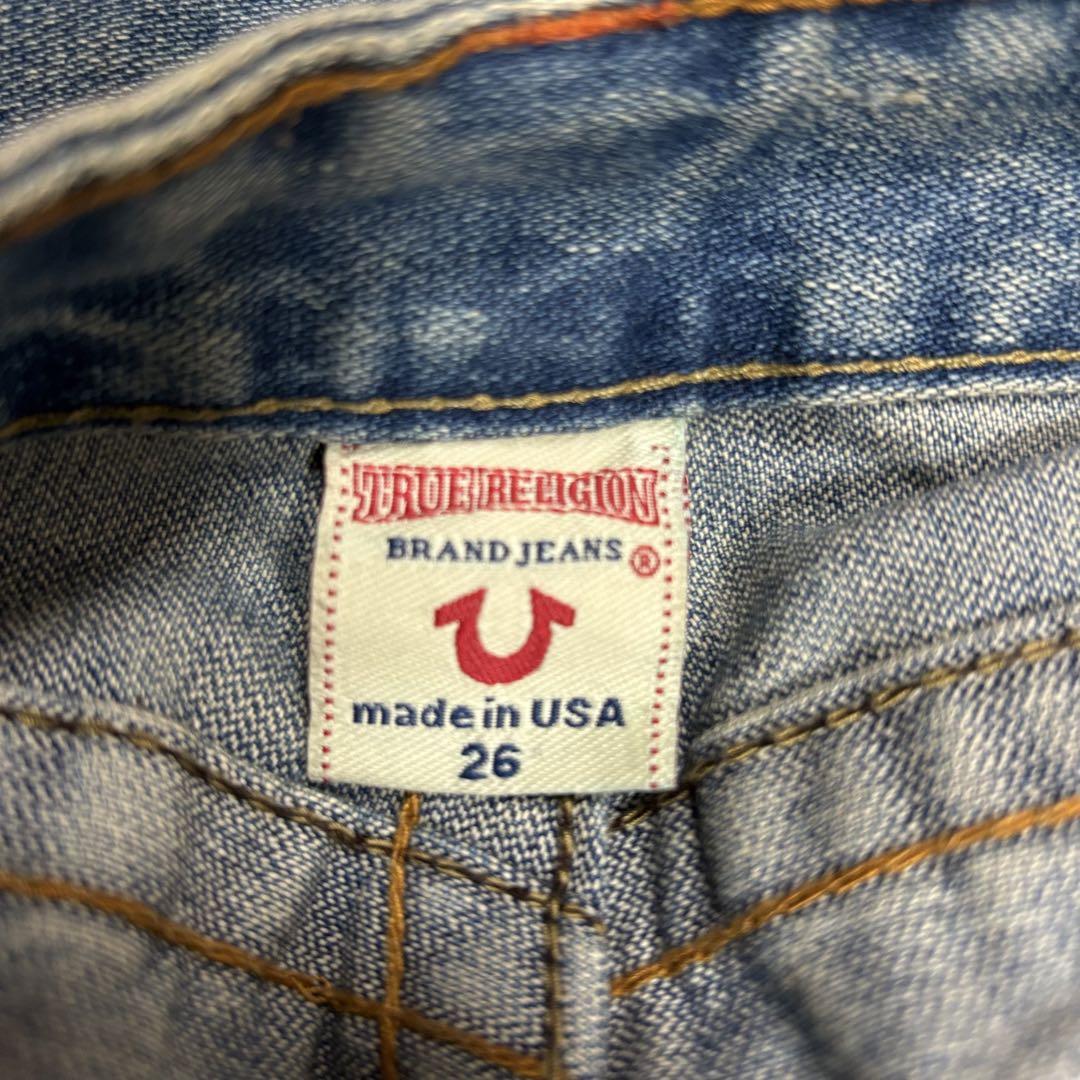 TRUE RELIGION
BRAND JEANS ®
made in USA
26